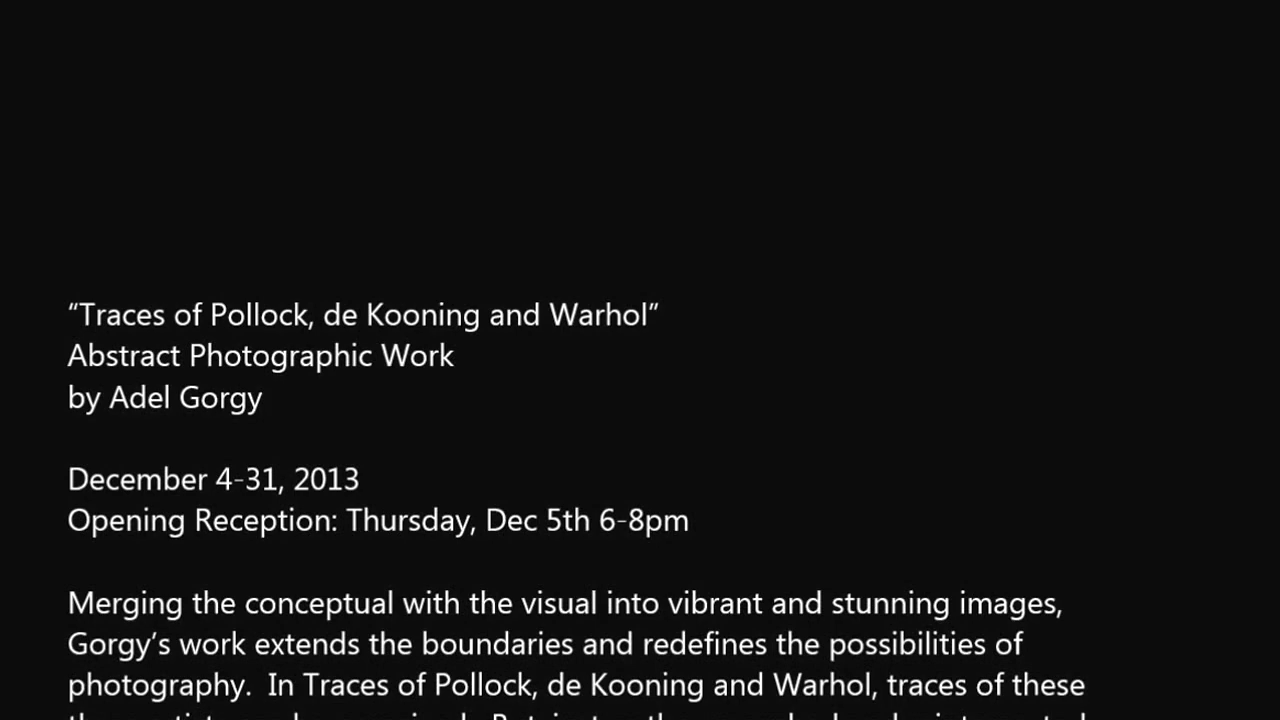 “Traces of Pollock, de Kooning and Warhol”
Abstract Photographic Work
by Adel Gorgy
December 4-31, 2013
Opening Reception: Thursday, Dec 5th 6-8pm
Merging the conceptual with the visual into vibrant and stunning images,
Gorgy’s work extends the boundaries and redefines the possibilities of
photography.  In Traces of Pollock, de Kooning and Warhol, traces of these